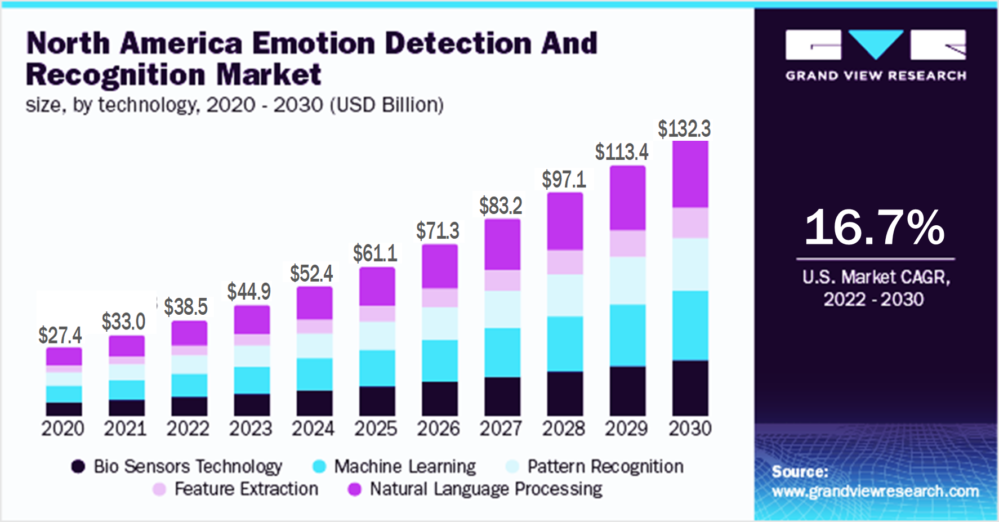 North America Emotion Detection And
Recognition Market
size, by technology, 2020 - 2030 (USD Billion)
$27.4
$33.0
$38.5
$44.9
$52.4
$61.1
$71.3
$83.2
$97.1
$113.4
$132.3
2020 2021 2022 2023 2024 2025 2026 2027 2028 2029 2030
Bio Sensors Technology Machine Learning Pattern Recognition
Feature Extraction Natural Language Processing
GRAND VIEW RESEARCH
16.7%
U.S. Market CAGR,
2022 - 2030
Source:
www.grandviewresearch.com